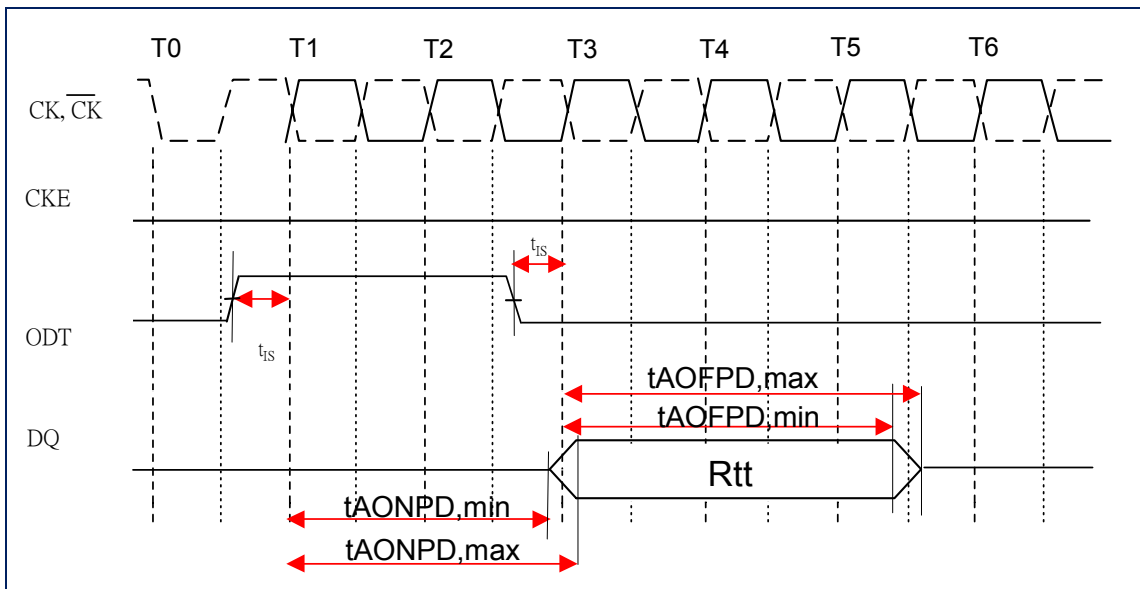 T0 T1 T2 T3 T4 T5 T6
CK, C̅K̅
CKE
tIS
ODT
tIS
tAOFPD,max
tAOFPD,min
DQ
Rtt
tAONPD,min
tAONPD,max